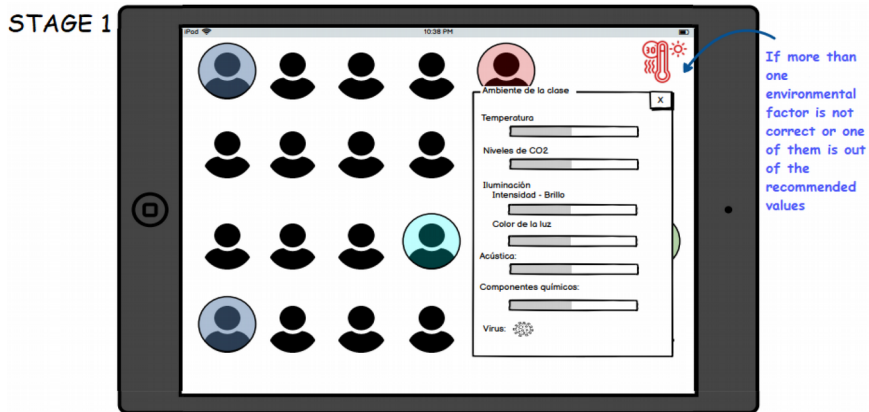 STAGE 1
iPod
10:38 PM
30
If more than
one
environmental
factor is not
correct or one
of them is out
of the
recommended
values
Ambiente de la clase
X
Temperatura
Niveles de CO2
Iluminación
Intensidad - Brillo
Color de la luz
Acústica:
Componentes químicos:
Virus: